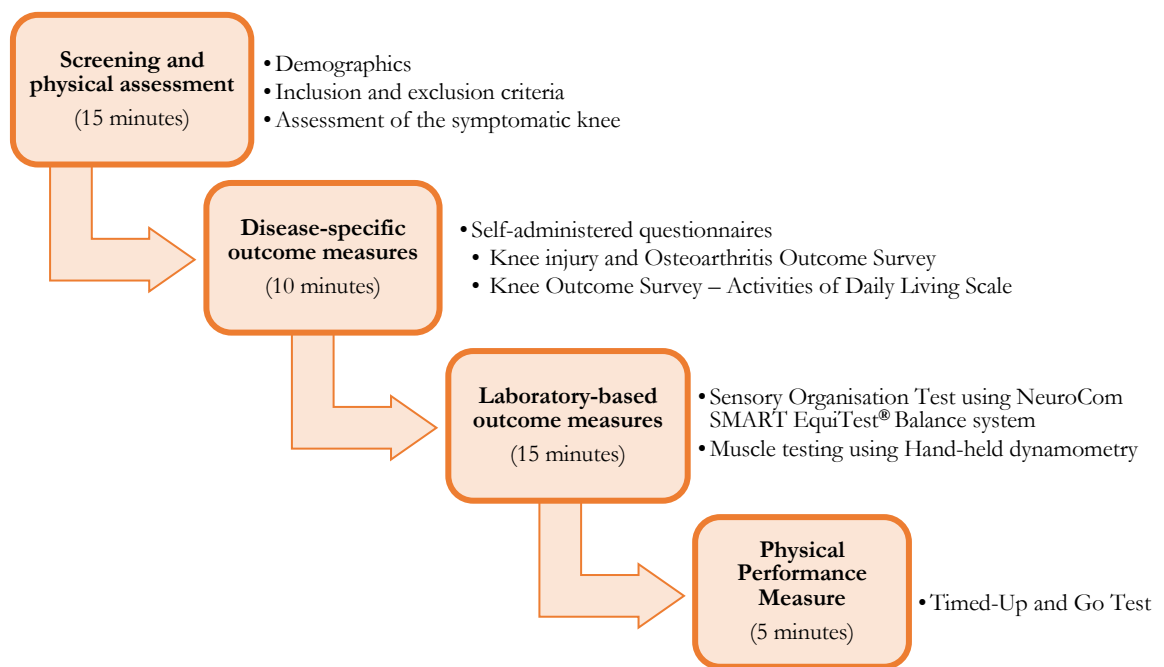 Screening and
physical assessment
(15 minutes)
•Demographics
•Inclusion and exclusion criteria
•Assessment of the symptomatic knee
Disease-specific
outcome measures
(10 minutes)
•Self-administered questionnaires
• Knee injury and Osteoarthritis Outcome Survey
• Knee Outcome Survey – Activities of Daily Living Scale
Laboratory-based
outcome measures
(15 minutes)
•Sensory Organisation Test using NeuroCom
SMART EquiTest® Balance system
•Muscle testing using Hand-held dynamometry
Physical
Performance
Measure
(5 minutes)
•Timed-Up and Go Test